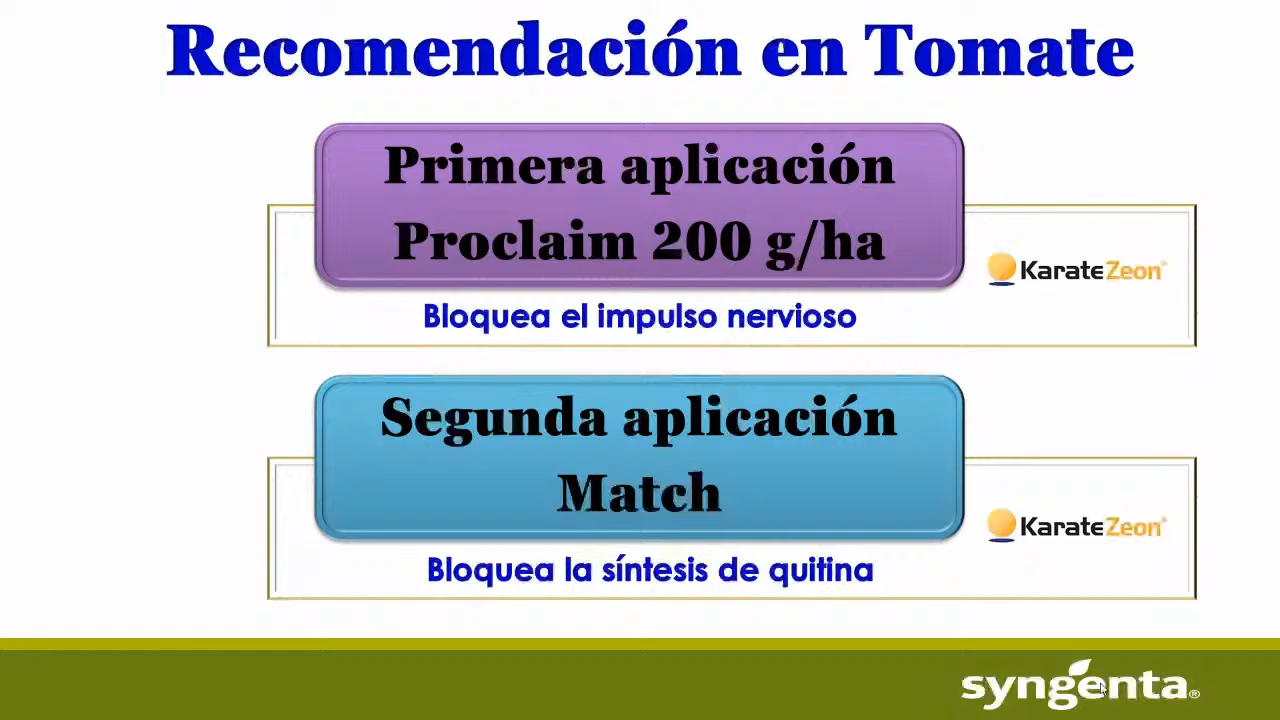 Recomendación en Tomate
Primera aplicación
Proclaim 200 g/ha
KarateZeon®
Bloquea el impulso nervioso
Segunda aplicación
Match
KarateZeon®
Bloquea la síntesis de quitina
syngenta®